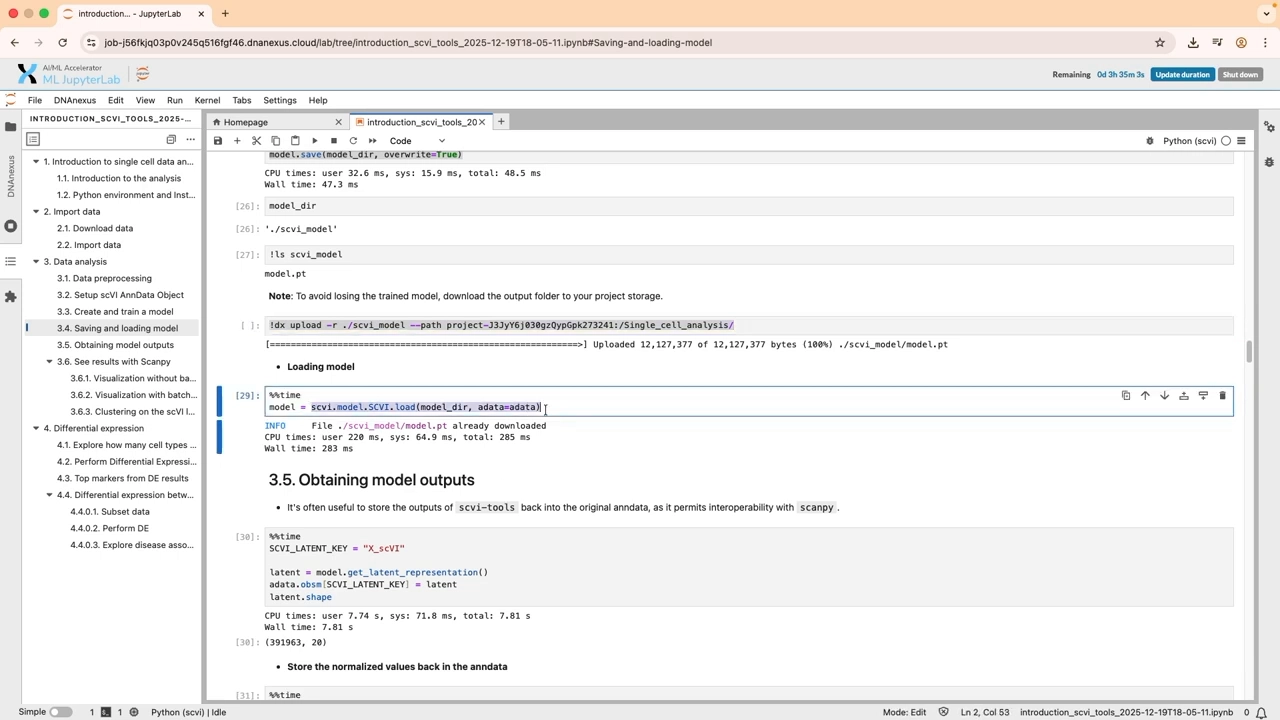 introduction... - JupyterLab
job-j56fkjq03p0v245q516fgf46.dnanexus.cloud/lab/tree/introduction_scvi_tools_2025-12-19T18-05-11.ipynb#Saving-and-loading-model
AI/ML Accelerator
ML JupyterLab
Remaining 0d 3h 35m 3s Update duration Shut down
File DNAnexus Edit View Run Kernel Tabs Settings Help
INTRODUCTION_SCVI_TOOLS_2025-...
Homepage
introduction_scvi_tools_20
Code
Python (scvi)
DNAnexus
1. Introduction to single cell data an...
1.1. Introduction to the analysis
1.2. Python environment and Inst...
2. Import data
2.1. Download data
2.2. Import data
3. Data analysis
3.1. Data preprocessing
3.2. Setup scVI AnnData Object
3.3. Create and train a model
3.4. Saving and loading model
3.5. Obtaining model outputs
3.6. See results with Scanpy
3.6.1. Visualization without ba...
3.6.2. Visualization with batch...
3.6.3. Clustering on the scVI l...
4. Differential expression
4.1. Explore how many cell types ...
4.2. Perform Differential Expressi...
4.3. Top markers from DE results
4.4. Differential expression betw...
4.4.0.1. Subset data
4.4.0.2. Perform DE
4.4.0.3. Explore disease asso...
model.save(model_dir, overwrite=True)
CPU times: user 32.6 ms, sys: 15.9 ms, total: 48.5 ms
Wall time: 47.3 ms
[26]: model_dir
[26]: './scvi_model'
[27]: !ls scvi_model
model.pt
Note: To avoid losing the trained model, download the output folder to your project storage.
[ ]: !dx upload -r ./scvi_model --path project-J3JyY6j030gzQypGpk273241:/Single_cell_analysis/
[===========================================================>] Uploaded 12,127,377 of 12,127,377 bytes (100%) ./scvi_model/model.pt
• Loading model
[29]: %%time
model = scvi.model.SCVI.load(model_dir, adata=adata)
INFO File ./scvi_model/model.pt already downloaded
CPU times: user 220 ms, sys: 64.9 ms, total: 285 ms
Wall time: 283 ms
3.5. Obtaining model outputs
• It's often useful to store the outputs of scvi-tools back into the original anndata, as it permits interoperability with scanpy.
[30]: %%time
SCVI_LATENT_KEY = "X_scVI"
latent = model.get_latent_representation()
adata.obsm[SCVI_LATENT_KEY] = latent
latent.shape
CPU times: user 7.74 s, sys: 71.8 ms, total: 7.81 s
Wall time: 7.81 s
[30]: (391963, 20)
• Store the normalized values back in the anndata
[31]: %%time
Simple 1 1 Python (scvi) | Idle
Mode: Edit Ln 2, Col 53 introduction_scvi_tools_2025-12-19T18-05-11.ipynb 0